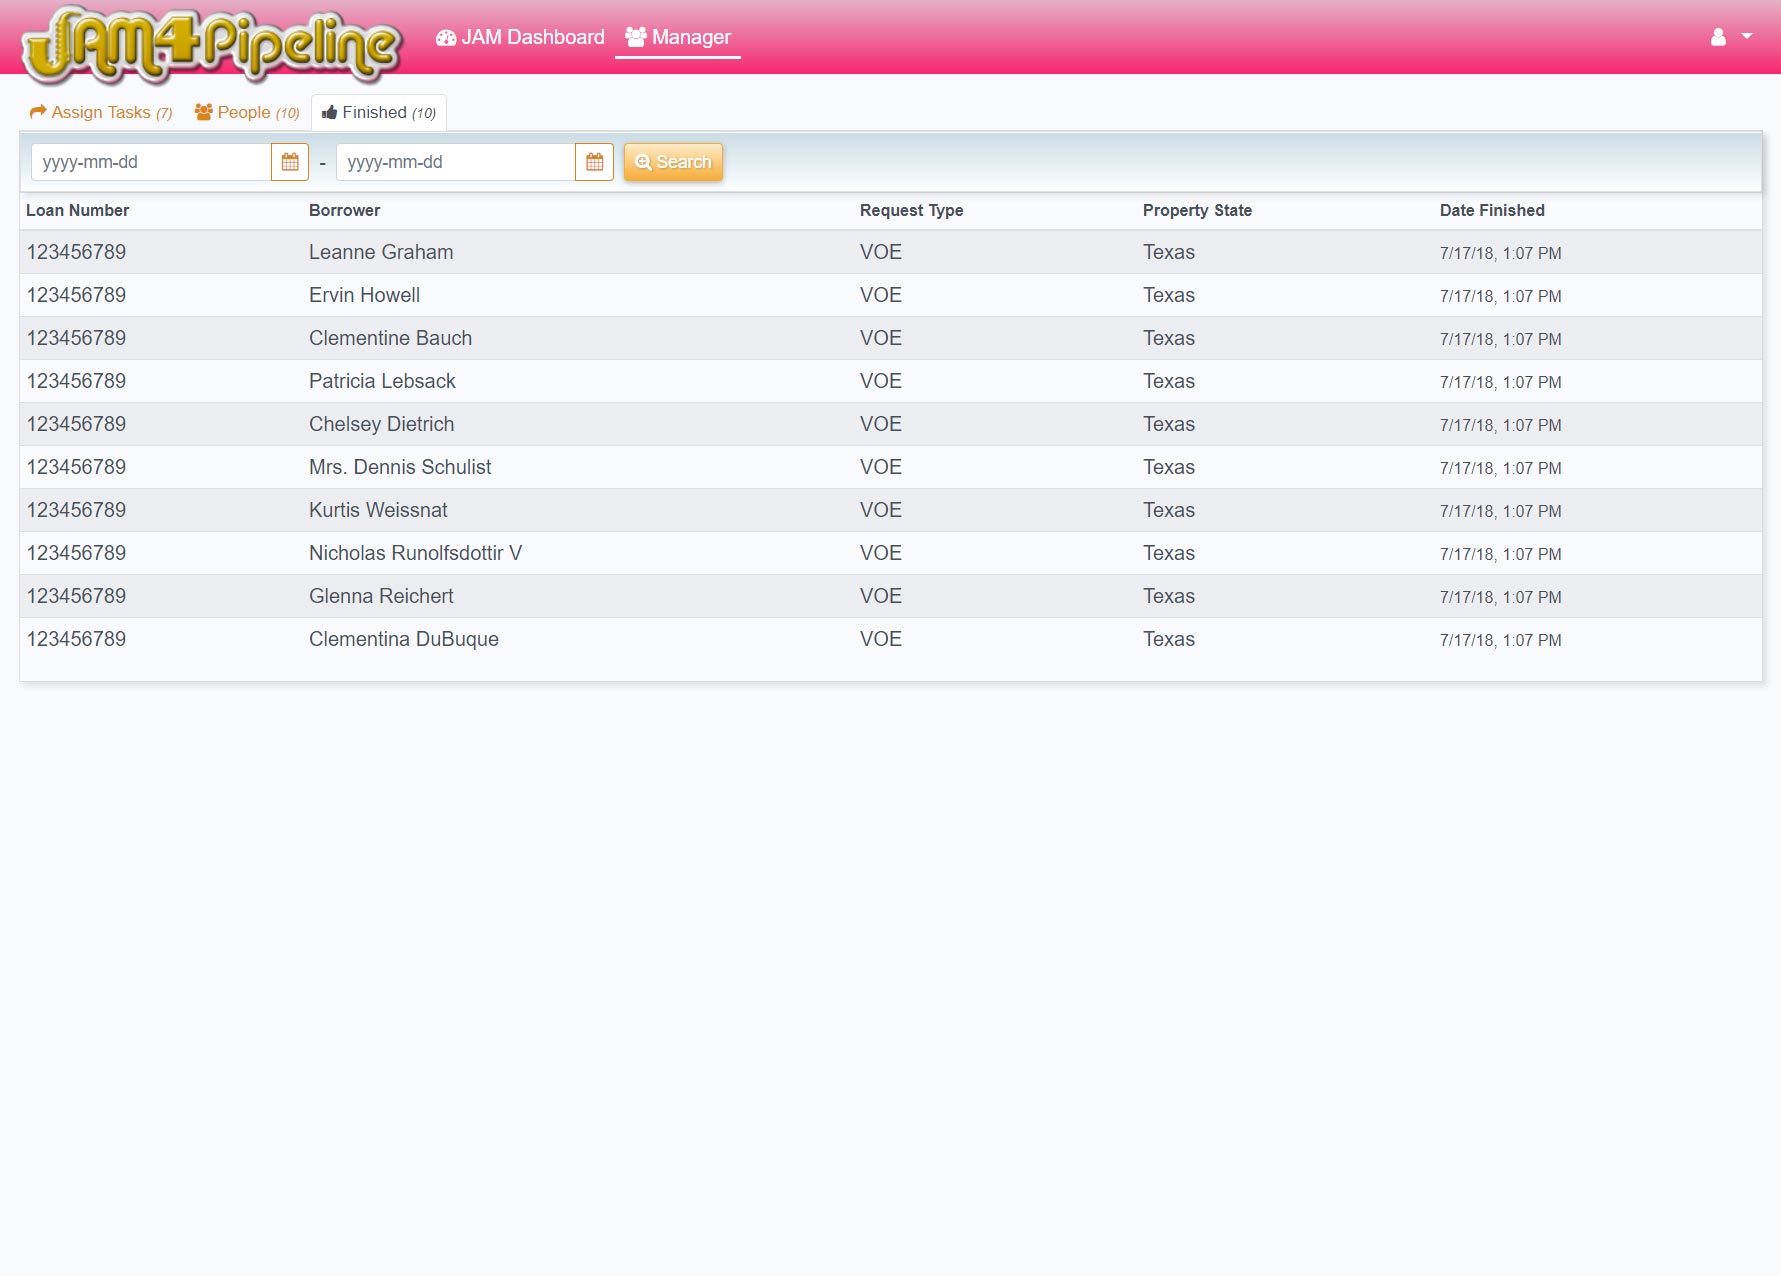 JAM4Pipeline JAM Dashboard Manager
Assign Tasks (7) People (10) Finished (10)
yyyy-mm-dd - yyyy-mm-dd Search
Loan Number Borrower Request Type Property State Date Finished
123456789 Leanne Graham VOE Texas 7/17/18, 1:07 PM
123456789 Ervin Howell VOE Texas 7/17/18, 1:07 PM
123456789 Clementine Bauch VOE Texas 7/17/18, 1:07 PM
123456789 Patricia Lebsack VOE Texas 7/17/18, 1:07 PM
123456789 Chelsey Dietrich VOE Texas 7/17/18, 1:07 PM
123456789 Mrs. Dennis Schulist VOE Texas 7/17/18, 1:07 PM
123456789 Kurtis Weissnat VOE Texas 7/17/18, 1:07 PM
123456789 Nicholas Runolfsdottir V VOE Texas 7/17/18, 1:07 PM
123456789 Glenna Reichert VOE Texas 7/17/18, 1:07 PM
123456789 Clementina DuBuque VOE Texas 7/17/18, 1:07 PM